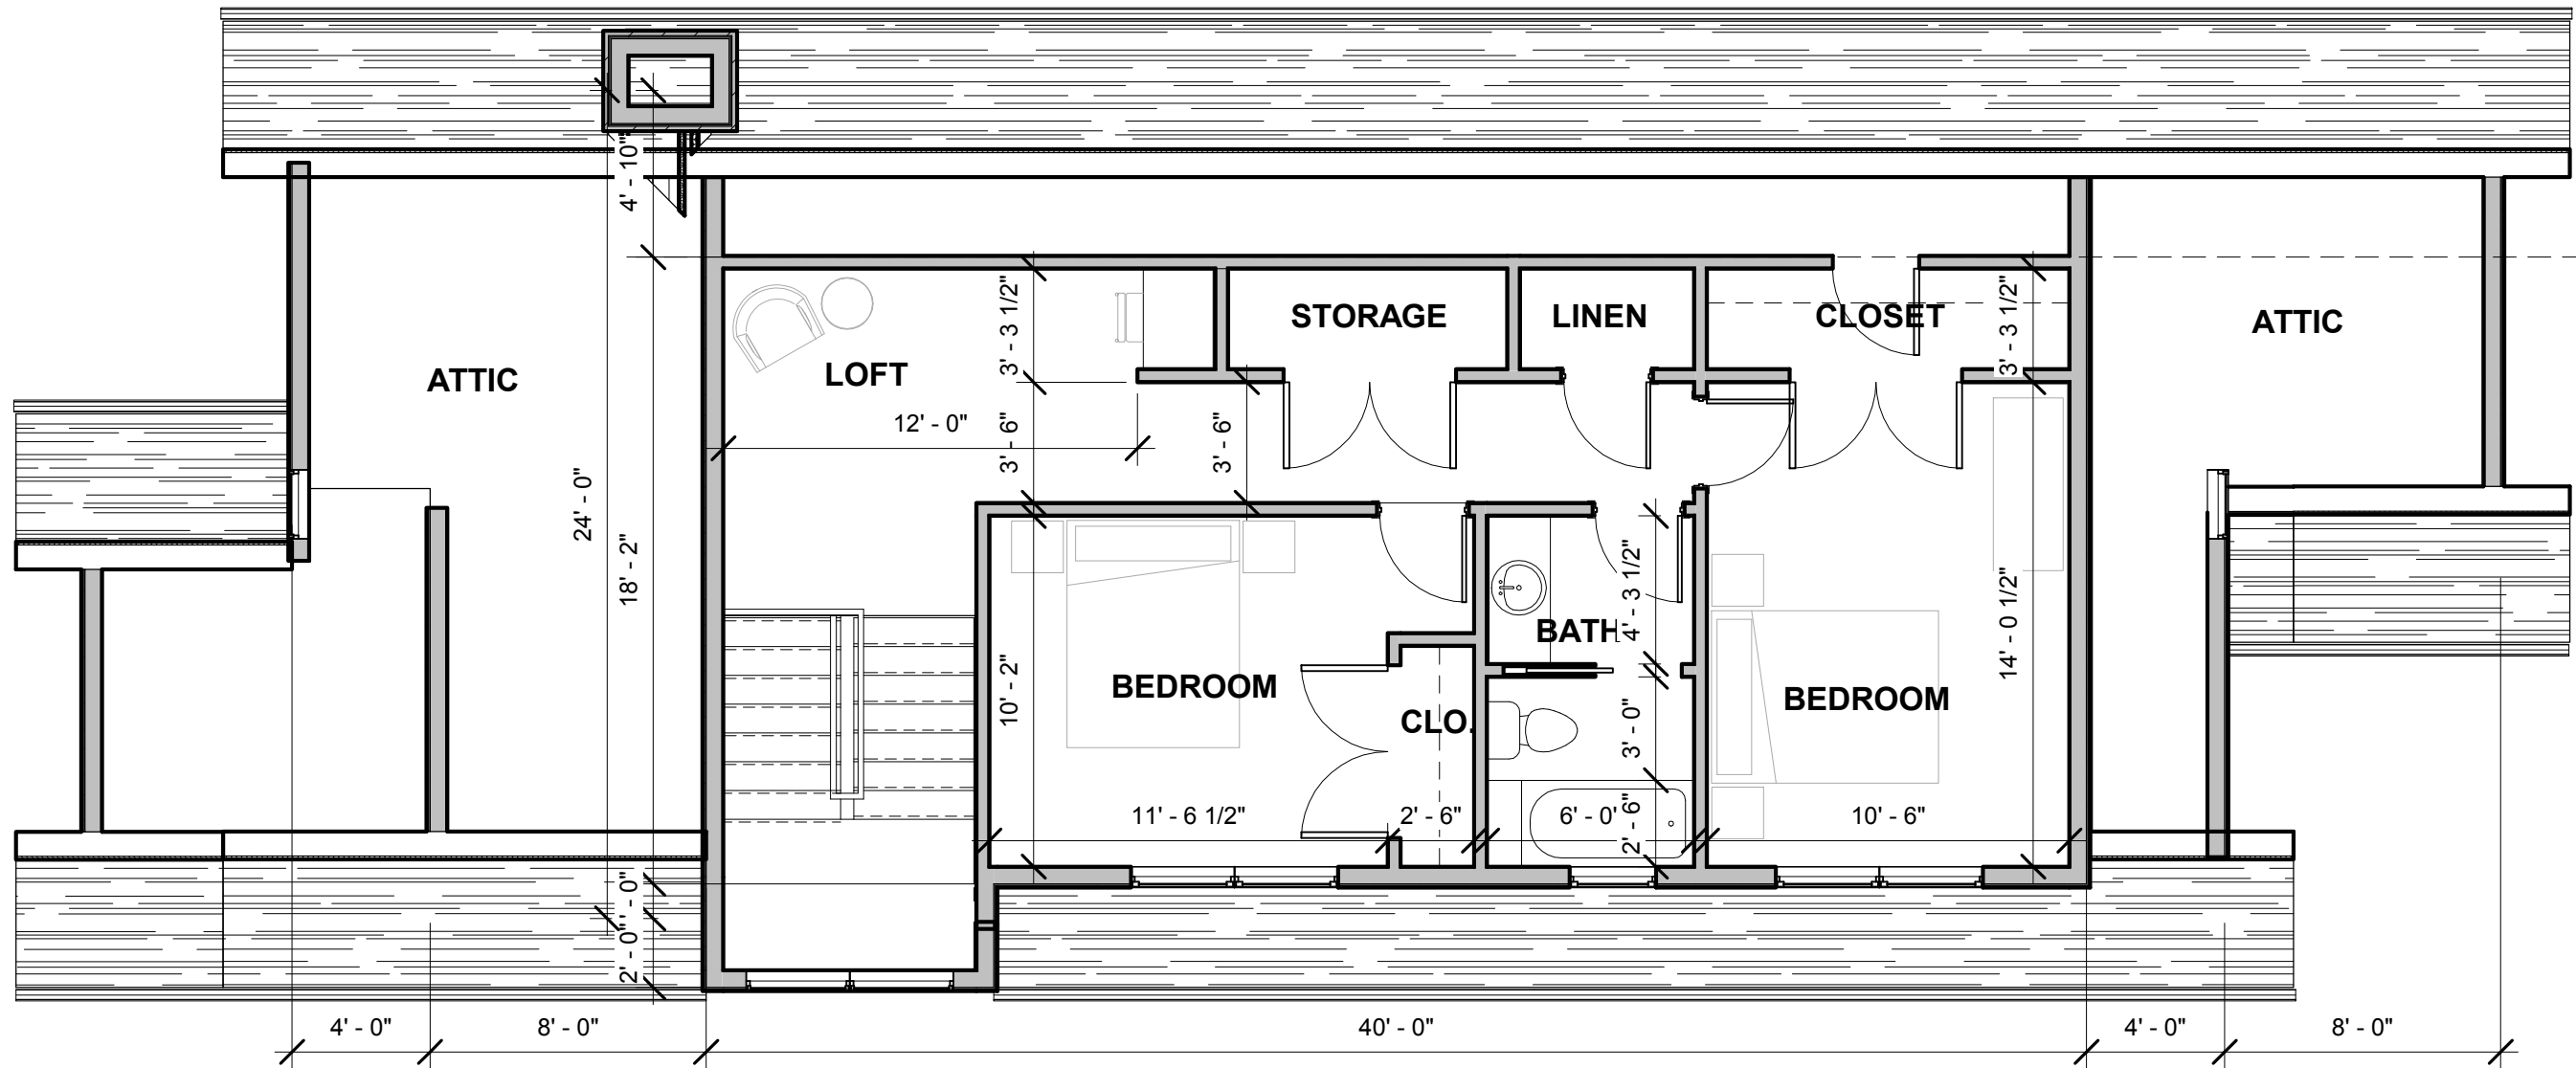 4' - 10"
3' - 3 1/2"
STORAGE
LINEN
CLOSET
3' - 3 1/2"
ATTIC
ATTIC
LOFT
12' - 0"
3' - 6"
3' - 6"
24' - 0"
18' - 2"
4' - 3 1/2"
BATH
14' - 0 1/2"
10' - 2"
BEDROOM
BEDROOM
CLO.
3' - 0"
11' - 6 1/2"
2' - 6"
6' - 0'
2' - 6"
10' - 6"
' - 0"
2' - 0"
4' - 0"
8' - 0"
40' - 0"
4' - 0"
8' - 0"